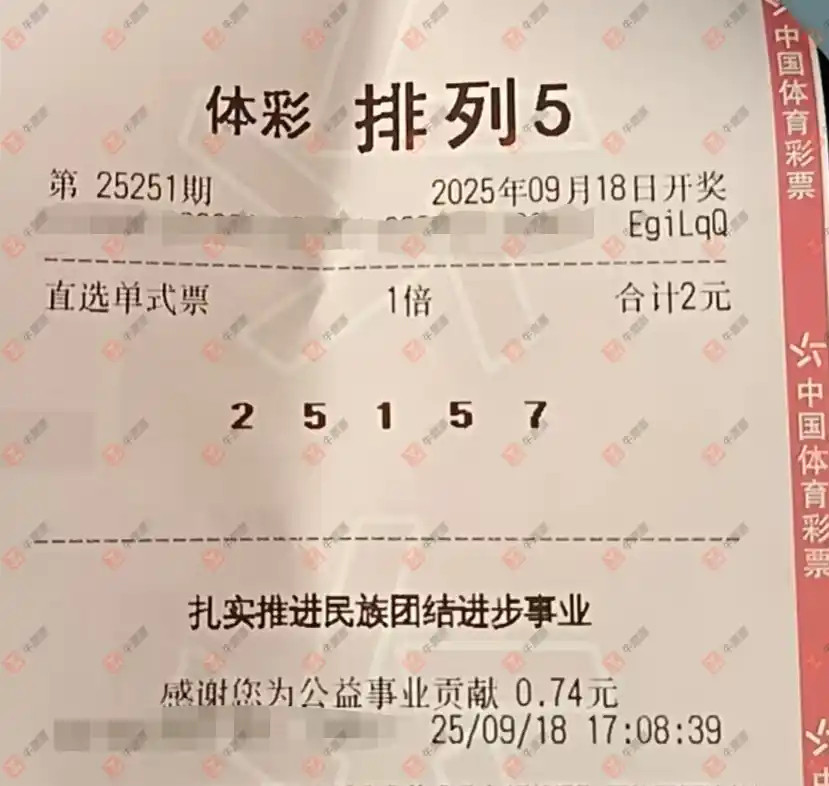 体彩 排列5
第 25251期 2025年09月18日开奖
EgiLqQ
直选单式票 1倍 合计2元
2 5 1 5 7
扎实推进民族团结进步事业
感谢您为公益事业贡献 0.74元
25/09/18 17:08:39
中国体育彩票
中国体育彩票
中